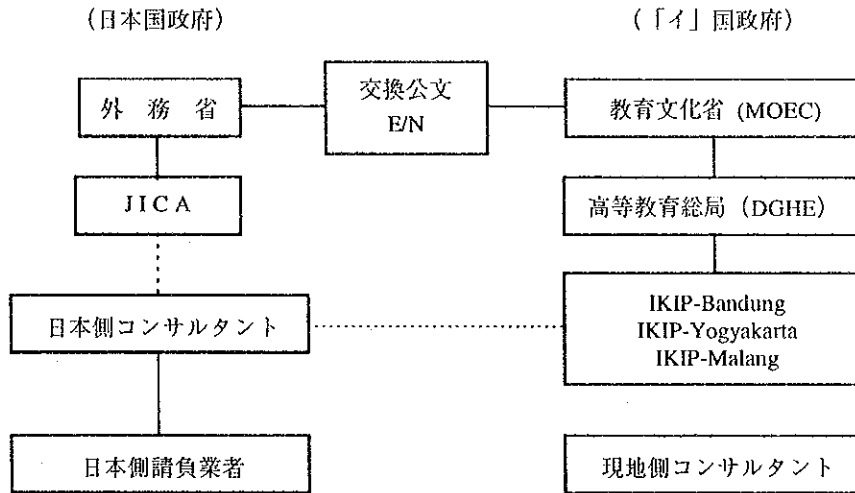 (日本国政府)
(「イ」国政府)
外 務 省
交換公文
E/N
教育文化省 (MOEC)
JICA
高等教育総局 (DGHE)
日本側コンサルタント
IKIP-Bandung
IKIP-Yogyakarta
IKIP-Malang
日本側請負業者
現地側コンサルタント